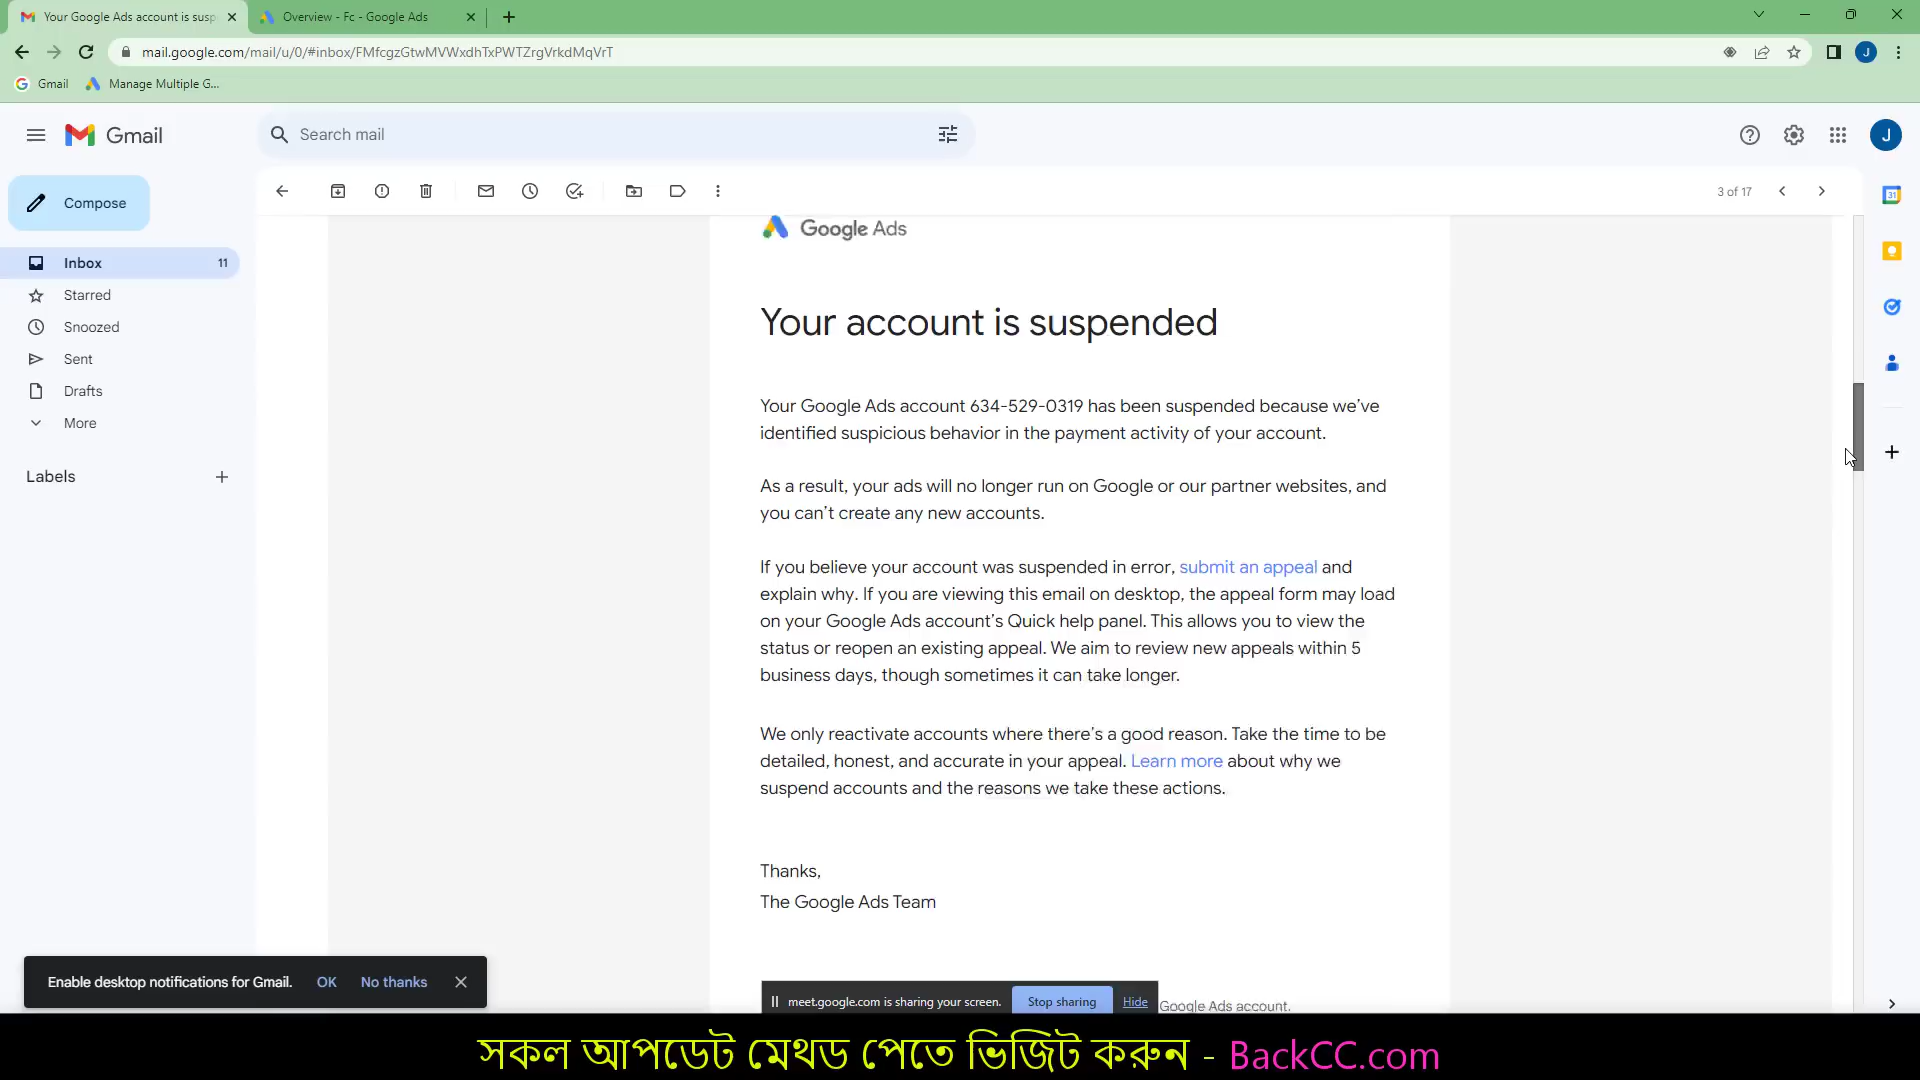 Your Google Ads account is susp
Overview - Fc - Google Ads
mail.google.com/mail/u/0/#inbox/FMfcgzGtwMVWxdhTxPWTZrgVrkdMqVrT
J
Gmail
Manage Multiple G...
Gmail
Search mail
J
Compose
3 of 17
31
Inbox
11
Starred
Snoozed
Sent
Drafts
More
Labels
Google Ads
Your account is suspended
Your Google Ads account 634-529-0319 has been suspended because we've
identified suspicious behavior in the payment activity of your account.
As a result, your ads will no longer run on Google or our partner websites, and
you can't create any new accounts.
If you believe your account was suspended in error, submit an appeal and
explain why. If you are viewing this email on desktop, the appeal form may load
on your Google Ads account's Quick help panel. This allows you to view the
status or reopen an existing appeal. We aim to review new appeals within 5
business days, though sometimes it can take longer.
We only reactivate accounts where there's a good reason. Take the time to be
detailed, honest, and accurate in your appeal. Learn more about why we
suspend accounts and the reasons we take these actions.
Thanks,
The Google Ads Team
Enable desktop notifications for Gmail. OK No thanks
meet.google.com is sharing your screen. Stop sharing Hide
Google Ads account.
সকল আপডেট মেথড পেতে ভিজিট করুন - BackCC.com